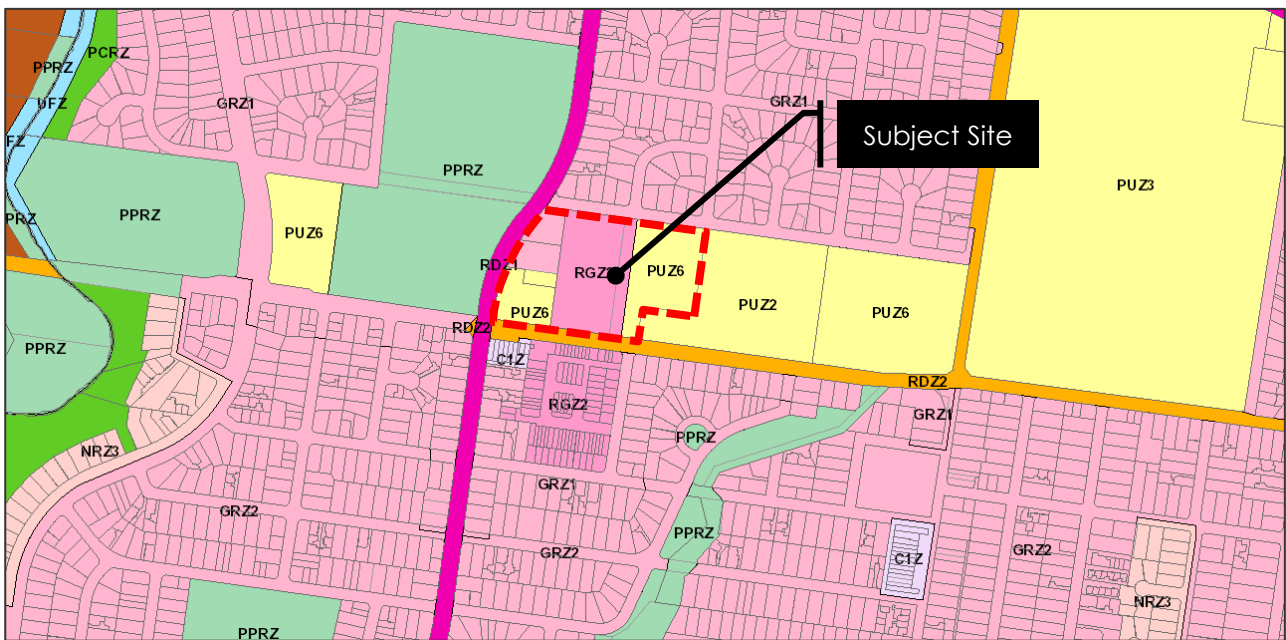 PPRZ
PCRZ
UFZ
GRZ1
FZ
PRZ
PPRZ
PUZ6
PPRZ
GRZ1
Subject Site
PUZ3
RDZ1
PUZ6
PUZ6
PUZ2
PUZ6
RDZ2
PPRZ
C1Z
RGZ2
RDZ2
GRZ1
PPRZ
NRZ3
GRZ1
GRZ2
GRZ2
PPRZ
C1Z
GRZ2
NRZ3
PPRZ